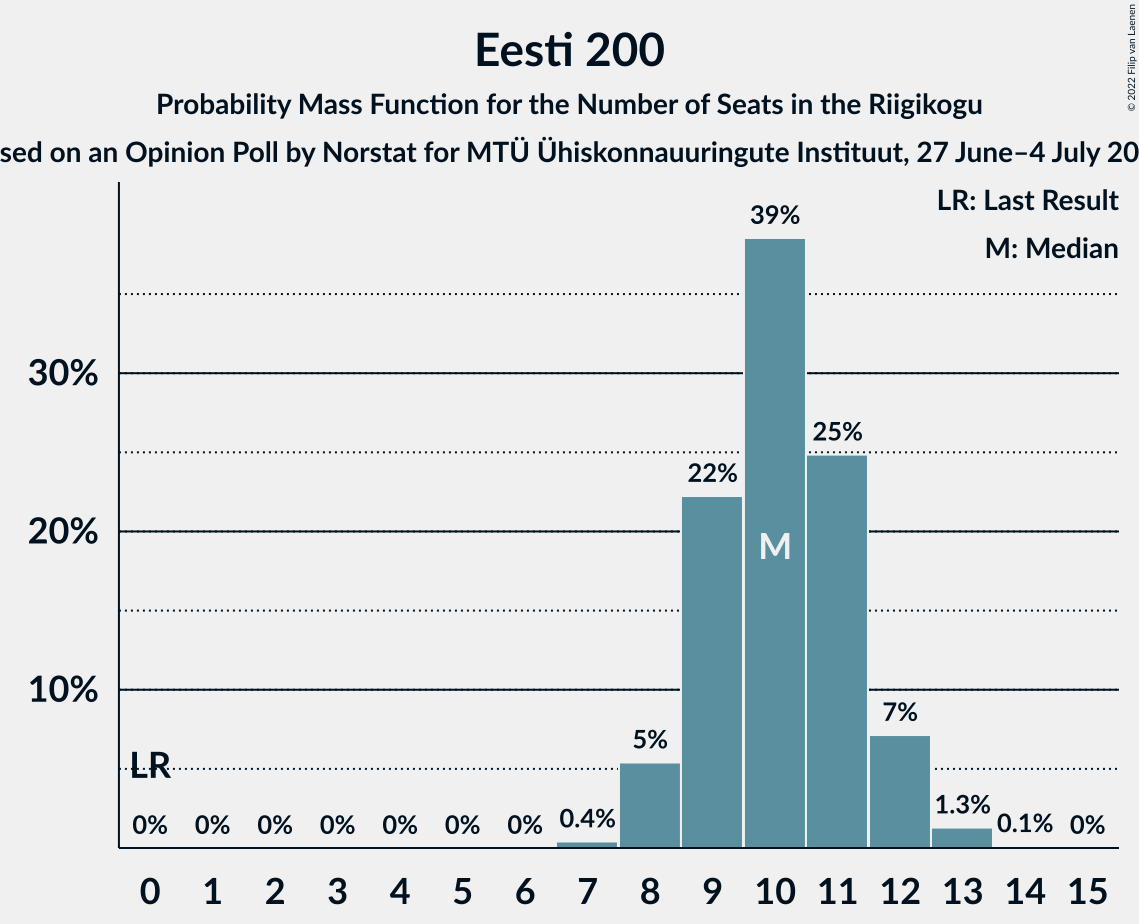 Eesti 200
Probability Mass Function for the Number of Seats in the Riigikogu
sed on an Opinion Poll by Norstat for MTÜ Ühiskonnauuringute Instituut, 27 June–4 July 20
© 2022 Filip van Laenen
LR: Last Result
M: Median
39%
30%
25%
22%
20%
M
10%
7%
5%
LR
0% 0% 0% 0% 0% 0% 0% 0.4% 1.3% 0.1% 0%
0 1 2 3 4 5 6 7 8 9 10 11 12 13 14 15